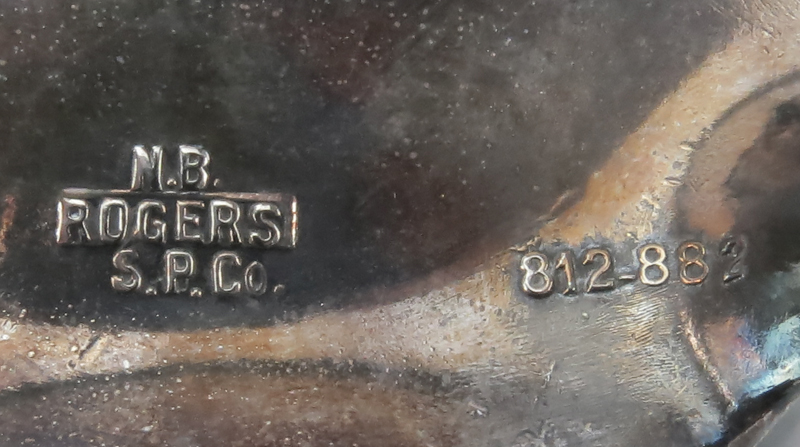 N.B.
ROGERS
S.P.Co.
812-882